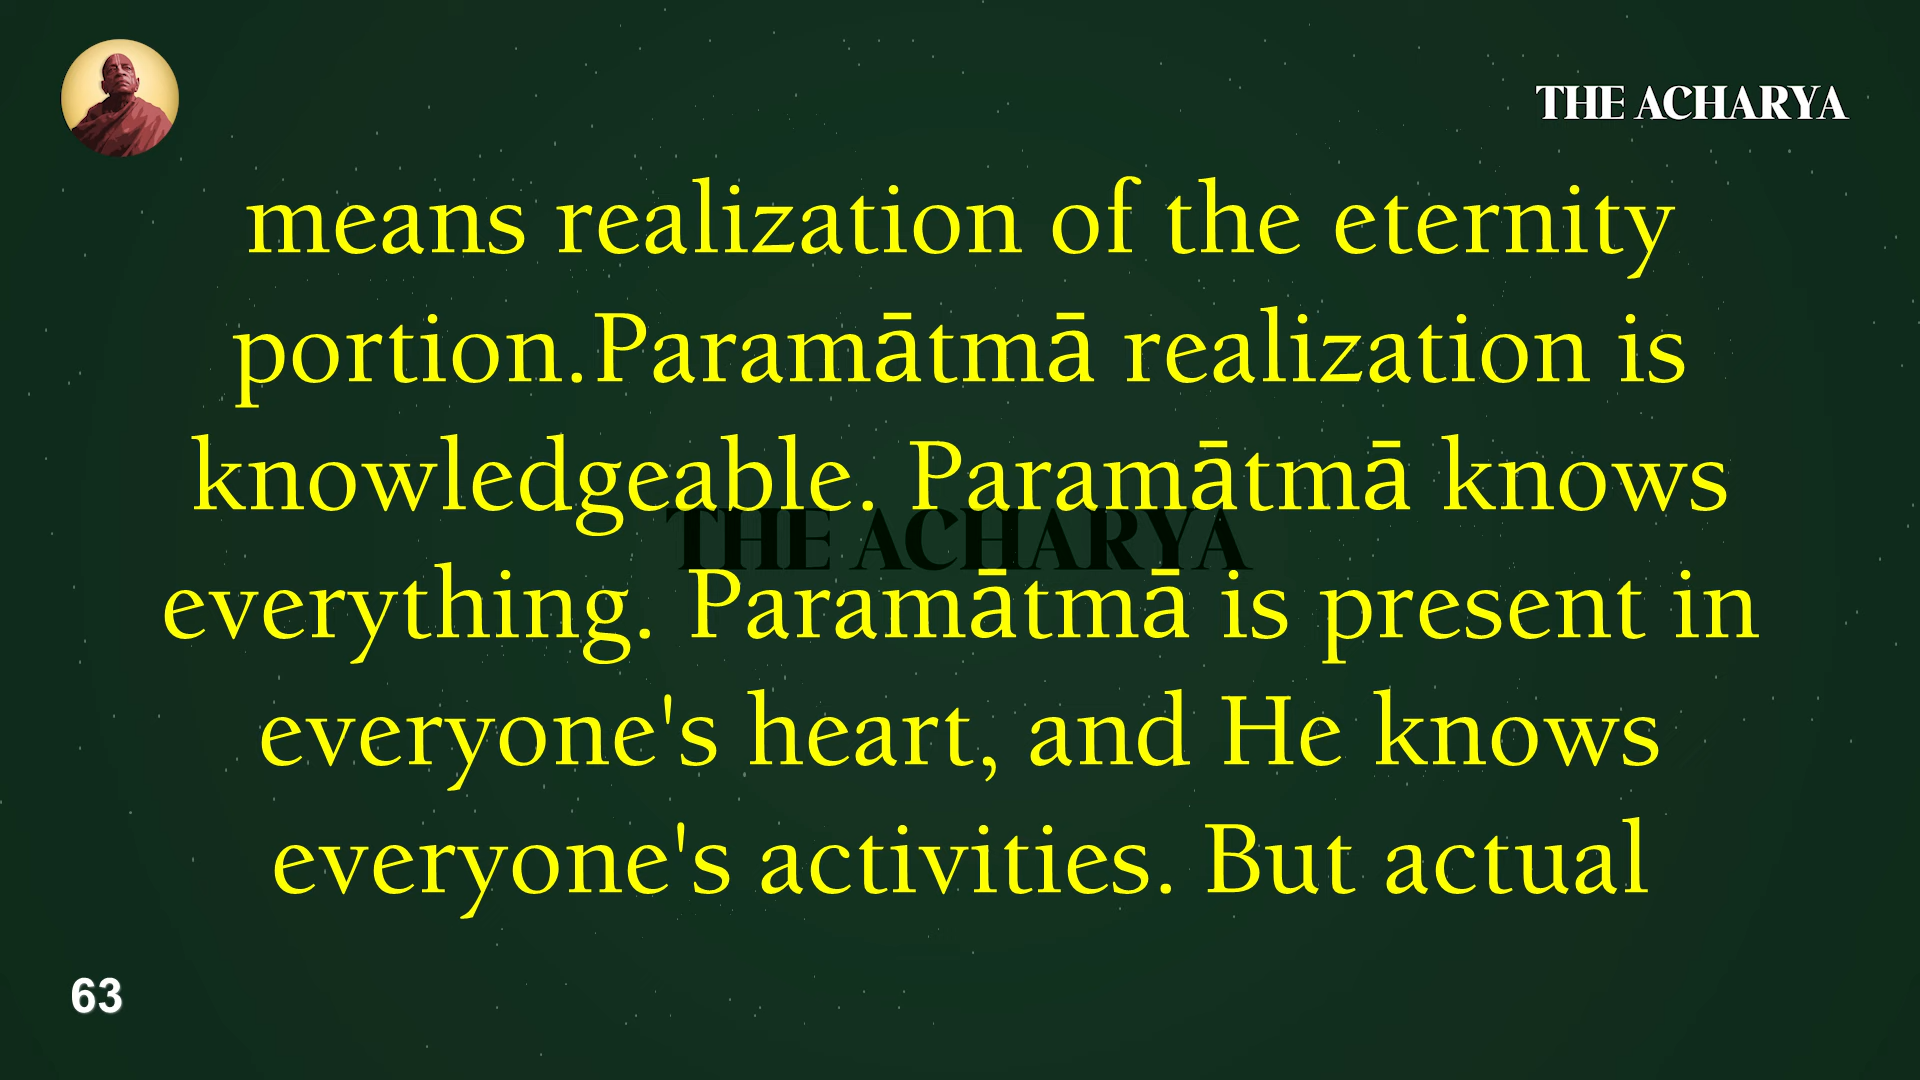 THE ACHARYA
means realization of the eternity
portion.Paramātmā realization is
knowledgeable. Paramātmā knows
THE ACHARYA
everything. Paramātmā is present in
everyone's heart, and He knows
everyone's activities. But actual
63